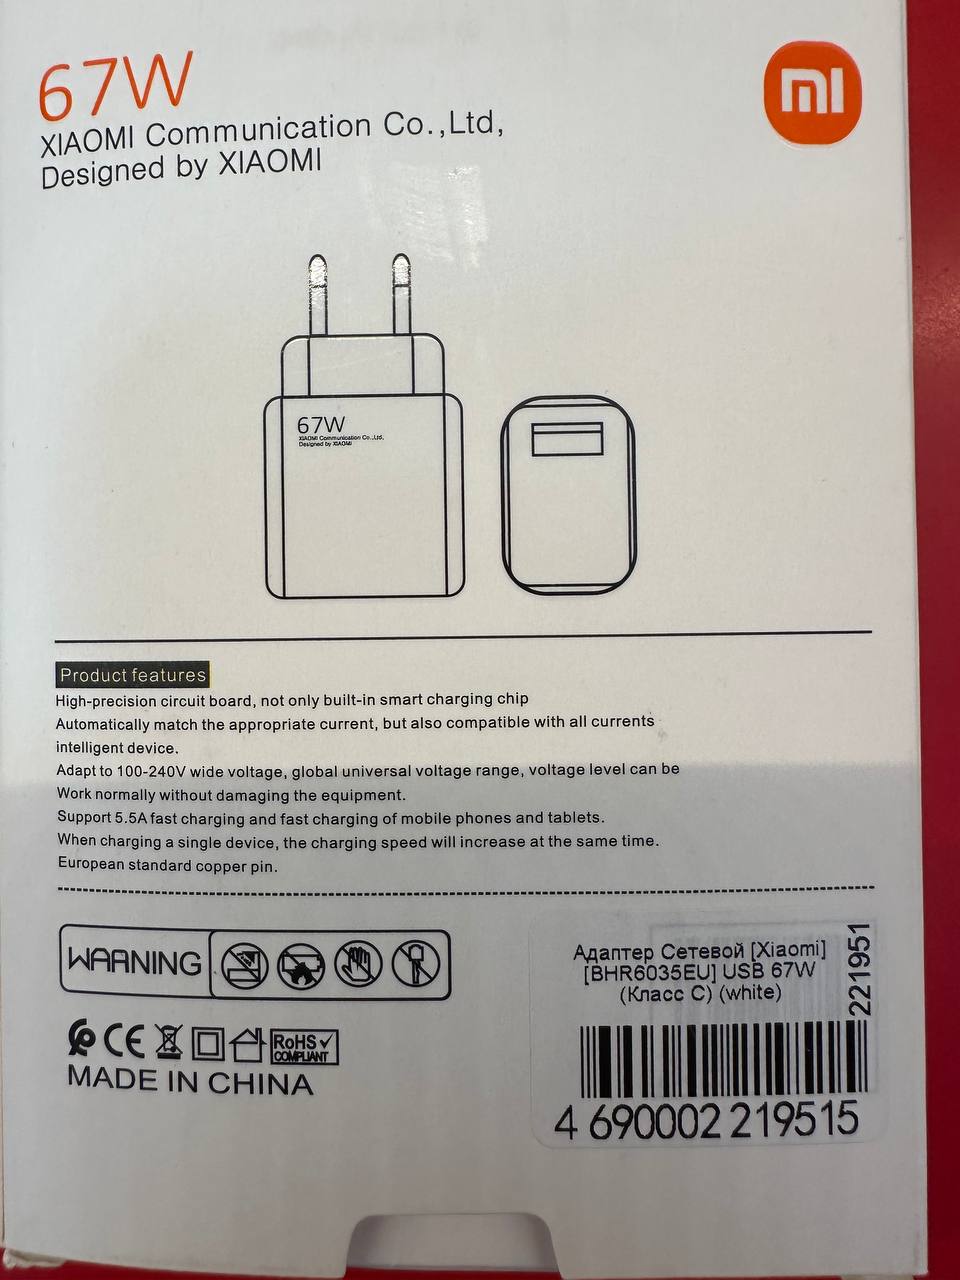 67W
XIAOMI Communication Co.,Ltd,
Designed by XIAOMI
mi
67W
XIAOMI Communication Co.,Ltd,
Designed by XIAOMI
Product features
High-precision circuit board, not only built-in smart charging chip
Automatically match the appropriate current, but also compatible with all currents
intelligent device.
Adapt to 100-240V wide voltage, global universal voltage range, voltage level can be
Work normally without damaging the equipment.
Support 5.5A fast charging and fast charging of mobile phones and tablets.
When charging a single device, the charging speed will increase at the same time.
European standard copper pin.
WARNING
CE
RoHS
COMPLIANT
MADE IN CHINA
Адаптер Сетевой [Xiaomi]
[BHR6035EU] USB 67W
(Класс C) (white)
221951
4 690002 219515